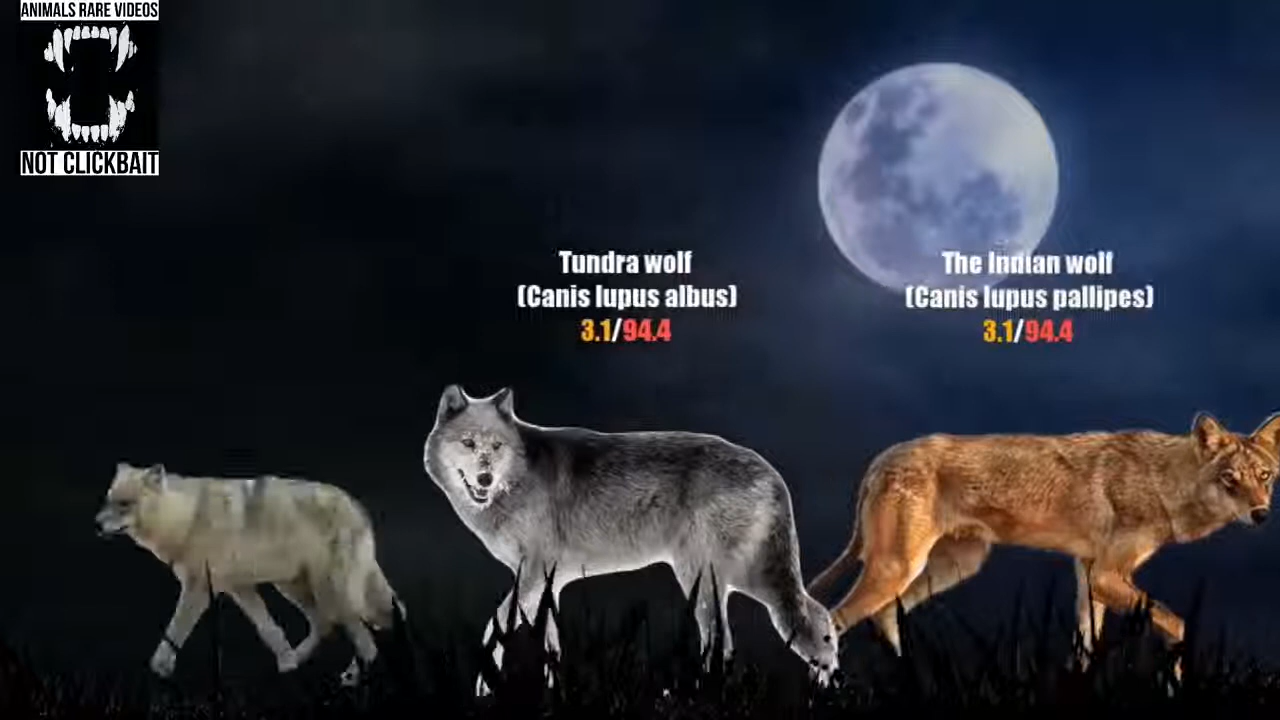 ANIMALS RARE VIDEOS
NOT CLICKBAIT
Tundra wolf
(Canis lupus albus)
3.1/94.4
The Indian wolf
(Canis lupus pallipes)
3.1/94.4